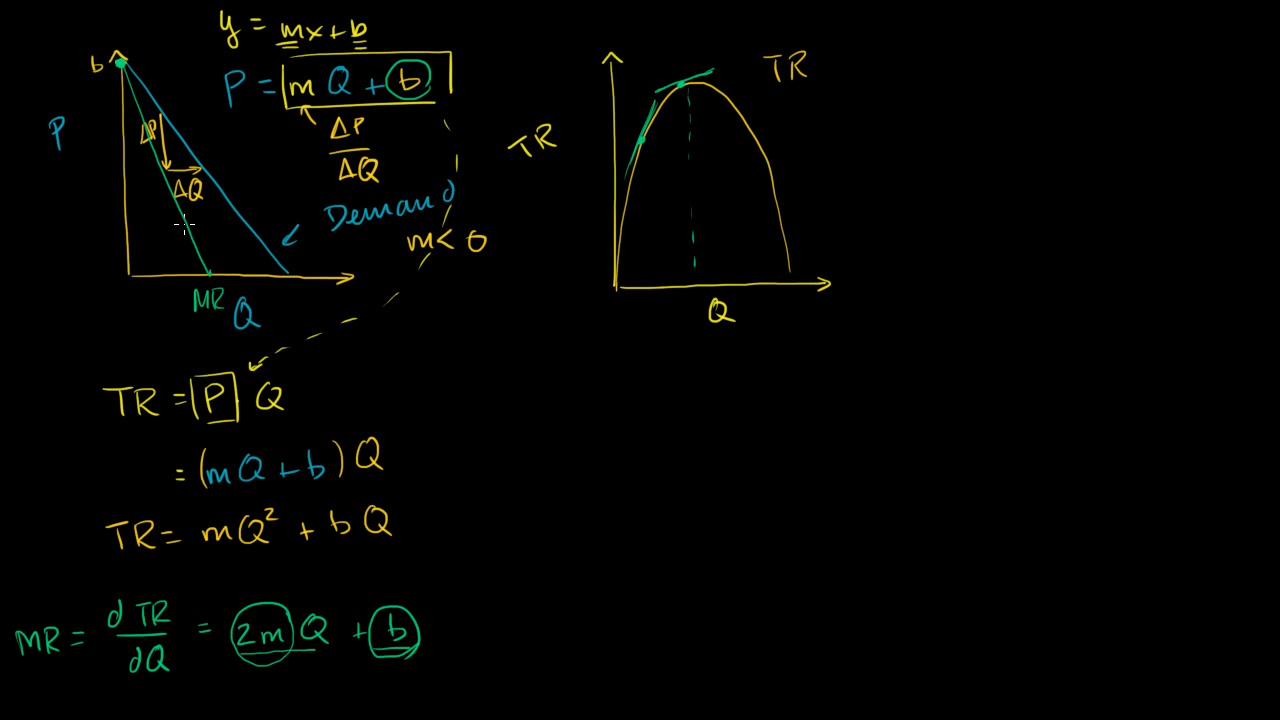 y = mx + b
P = mQ + b
ΔP
ΔQ
Demand
m < 0
b
P
ΔP
ΔQ
MR
Q
TR
TR
Q
TR = P Q
= (mQ + b) Q
TR = mQ² + bQ
MR = dTR/dQ = 2mQ + b